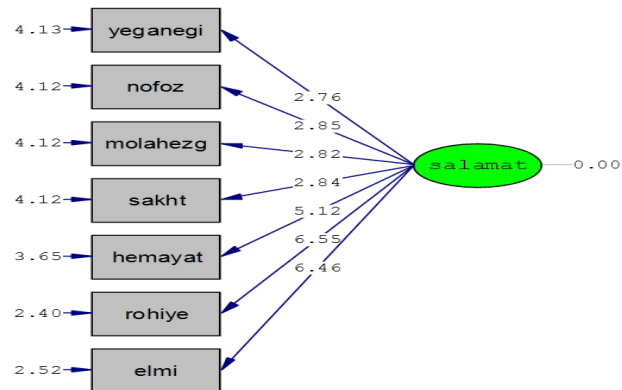 4.13 yeganegi
2.76
4.12 nofoz
2.85
4.12 molahezg
2.82
salamat 0.00
4.12 sakht
2.84
5.12
3.65 hemayat
6.55
6.46
2.40 rohiye
2.52 elmi